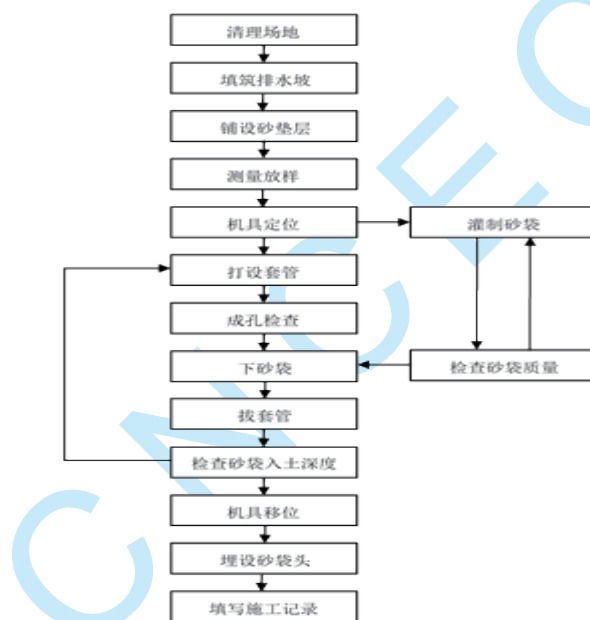 清理场地
填筑排水坡
铺设砂垫层
测量放样
机具定位
灌制砂袋
打设套管
成孔检查
下砂袋
检查砂袋质量
拔套管
检查砂袋入土深度
机具移位
埋设砂袋头
填写施工记录
CNCEC